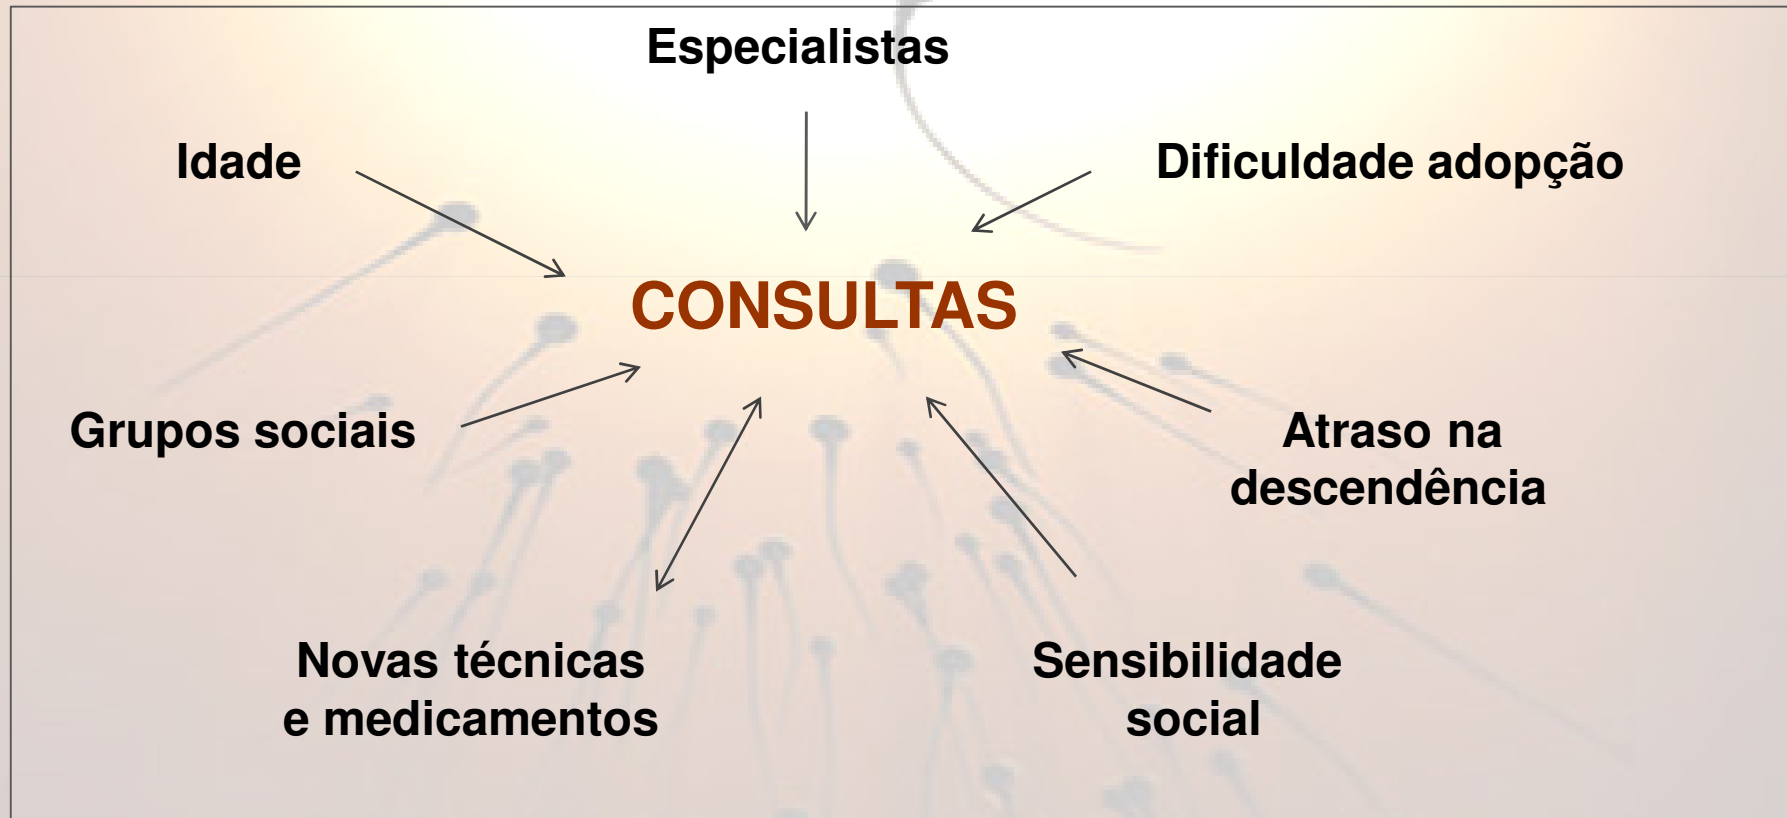 Especialistas
Idade
Dificuldade adopção
CONSULTAS
Grupos sociais
Atraso na
descendência
Novas técnicas
e medicamentos
Sensibilidade
social